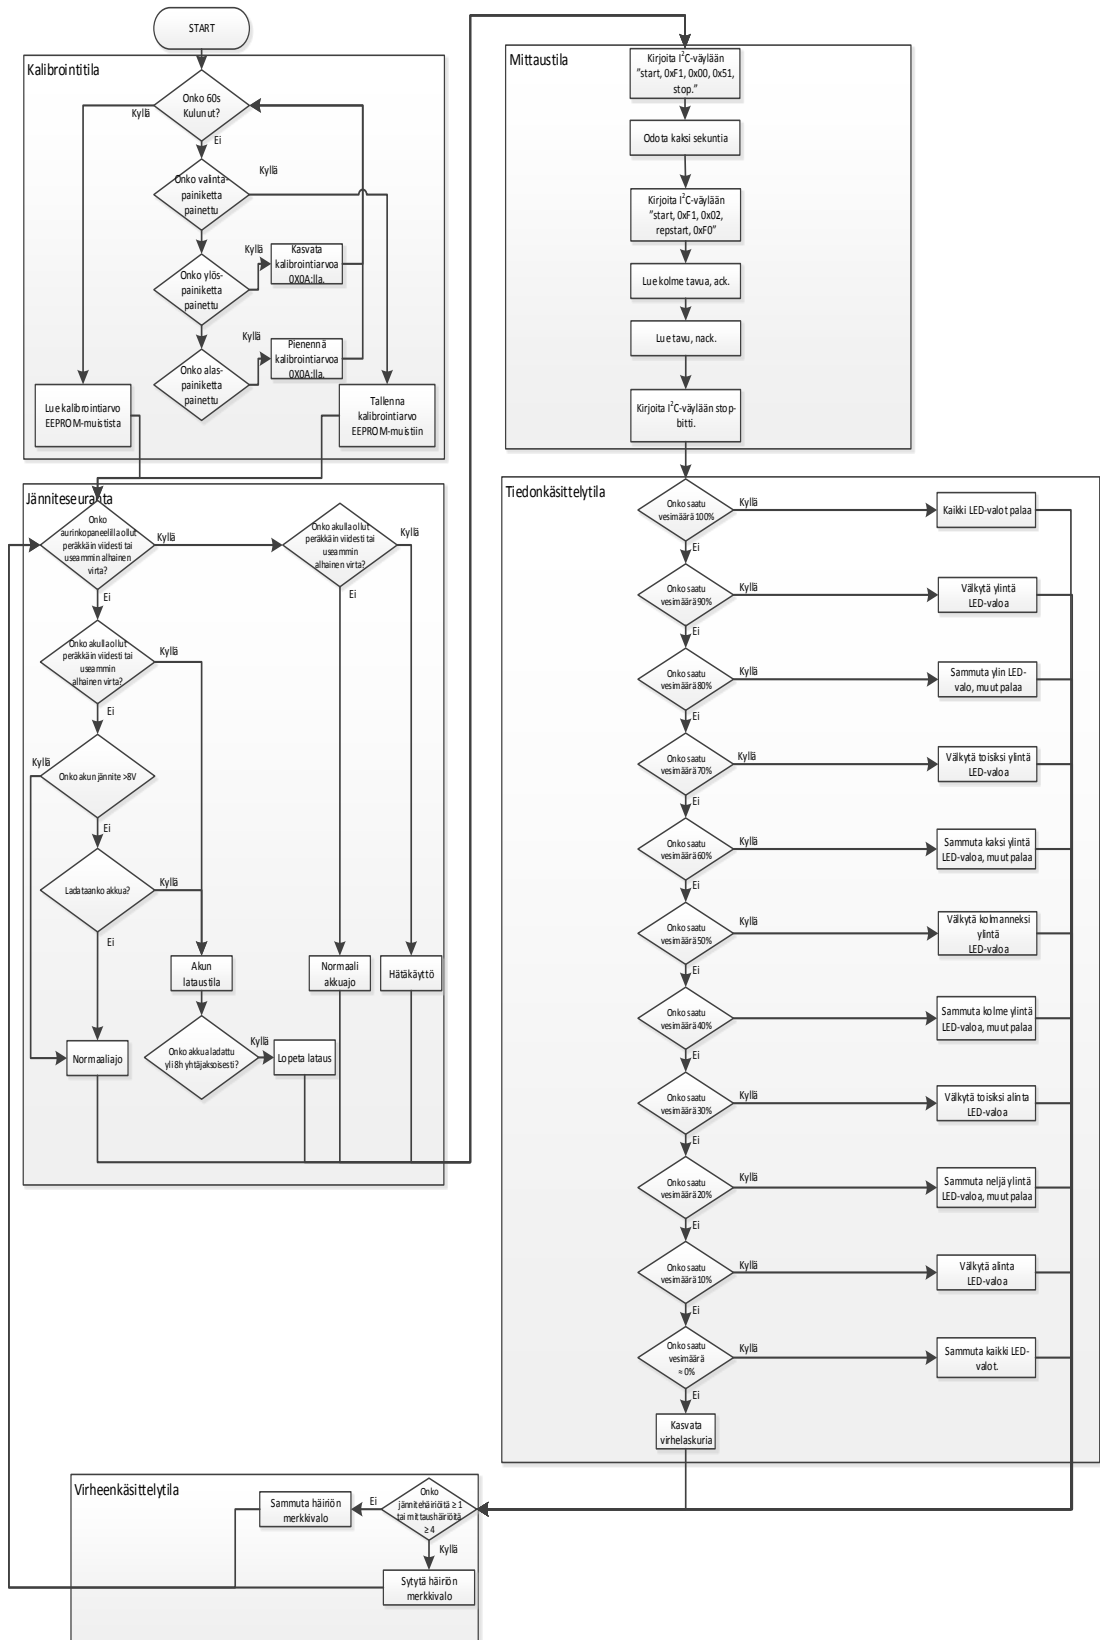 START
Kalibrointitila
Onko 60s
Kulunut?
Kyllä
Ei
Onko valinta-
painiketta
painettu
Kyllä
Onko ylös-
painiketta
painettu
Kyllä
Kasvata
kalibrointiarvoa
0X0A:lla.
Onko alas-
painiketta
painettu
Kyllä
Pienennä
kalibrointiarvoa
0X0A:lla.
Lue kalibrointiarvo
EEPROM-muistista
Tallenna
kalibrointiarvo
EEPROM-muistiin
Jänniteseuranta
Onko
aurinkopaneelilla ollut
peräkkäin viidesti tai
useammin alhainen
virta?
Kyllä
Ei
Onko akulla ollut
peräkkäin viidesti tai
useammin
alhainen virta?
Kyllä
Ei
Onko akulla ollut
peräkkäin viidesti tai
useammin
alhainen virta?
Kyllä
Ei
Kyllä
Onko akun jännite >8V
Ei
Ladataanko akkua?
Kyllä
Ei
Akun
lataustila
Normaali
akkuajo
Hätäkäyttö
Normaaliajo
Onko akkua ladattu
yli 8h yhtäjaksoisesti?
Kyllä
Lopeta lataus
Mittaustila
Kirjoita I²C-väylään
"start, 0xF1, 0x00, 0x51,
stop."
Odota kaksi sekuntia
Kirjoita I²C-väylään
"start, 0xF1, 0x02,
repstart, 0xF0"
Lue kolme tavua, ack.
Lue tavu, nack.
Kirjoita I²C-väylään stop-
bitti.
Tiedonkäsittelytila
Onko saatu
vesimäärä 100%
Kyllä
Kaikki LED-valot palaa
Ei
Onko saatu
vesimäärä 90%
Kyllä
Välkytä ylintä
LED-valoa
Ei
Onko saatu
vesimäärä 80%
Kyllä
Sammuta ylin LED-
valo, muut palaa
Ei
Onko saatu
vesimäärä 70%
Kyllä
Välkytä toisiksi ylintä
LED-valoa
Ei
Onko saatu
vesimäärä 60%
Kyllä
Sammuta kaksi ylintä
LED-valoa, muut palaa
Ei
Onko saatu
vesimäärä 50%
Kyllä
Välkytä kolmanneksi
ylintä
LED-valoa
Ei
Onko saatu
vesimäärä 40%
Kyllä
Sammuta kolme ylintä
LED-valoa, muut palaa
Ei
Onko saatu
vesimäärä 30%
Kyllä
Välkytä toisiksi alinta
LED-valoa
Ei
Onko saatu
vesimäärä 20%
Kyllä
Sammuta neljä ylintä
LED-valoa, muut palaa
Ei
Onko saatu
vesimäärä 10%
Kyllä
Välkytä alinta
LED-valoa
Ei
Onko saatu
vesimäärä
≈ 0%
Kyllä
Sammuta kaikki LED-
valot.
Ei
Kasvata
virhelaskuria
Virheenkäsittelytila
Onko
jännitehäiriöitä ≥ 1
tai mittaushäiriöitä
≥ 4
Ei
Sammuta häiriön
merkkivalo
Kyllä
Sytytä häiriön
merkkivalo